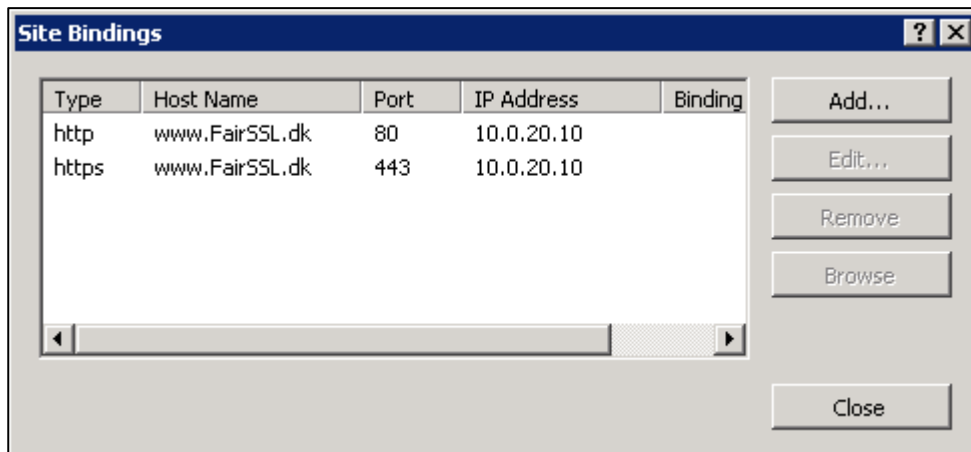 Site Bindings
Type Host Name Port IP Address Binding
http www.FairSSL.dk 80 10.0.20.10
https www.FairSSL.dk 443 10.0.20.10
Add...
Edit...
Remove
Browse
Close